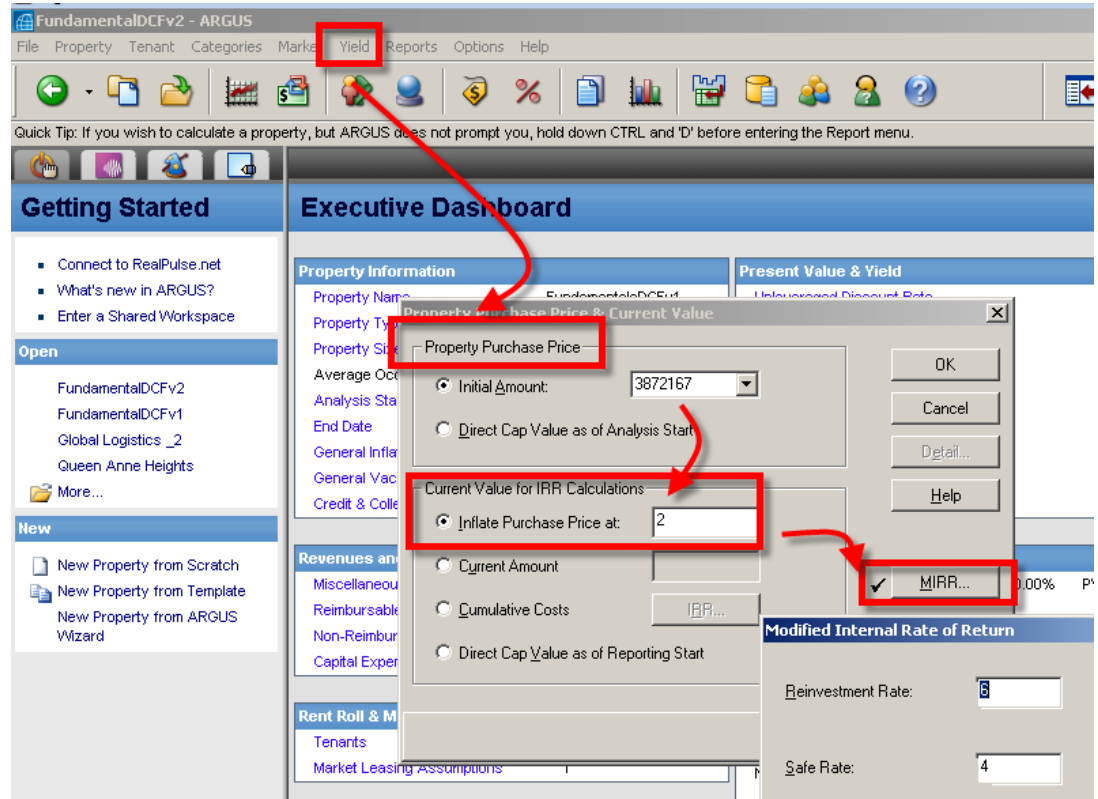 FundamentalDCFv2 - ARGUS
File Property Tenant Categories Market Yield Reports Options Help
Quick Tip: If you wish to calculate a property, but ARGUS does not prompt you, hold down CTRL and 'D' before entering the Report menu.
Getting Started
Executive Dashboard
Connect to RealPulse.net
What's new in ARGUS?
Enter a Shared Workspace
Open
FundamentalDCFv2
FundamentalDCFv1
Global Logistics _2
Queen Anne Heights
More...
New
New Property from Scratch
New Property from Template
New Property from ARGUS
Wizard
Property Information
Property Name
Property Ty
Property Siz
Average Occ
Analysis Sta
End Date
General Infla
General Vac
Credit & Colle
Revenues an
Miscellaneou
Reimbursable
Non-Reimbur
Capital Exper
Rent Roll & M
Tenants
Market Leasing Assumptions 1
Present Value & Yield
Unleveraged Discount Rate
Property Purchase Price & Current Value
Property Purchase Price
Initial Amount: 3872167
Direct Cap Value as of Analysis Start
Current Value for IRR Calculations
Inflate Purchase Price at: 2
Current Amount
Cumulative Costs IRR...
Direct Cap Value as of Reporting Start
OK
Cancel
Detail...
Help
MIRR...
0.00% P
Modified Internal Rate of Return
Reinvestment Rate: 6
Safe Rate: 4